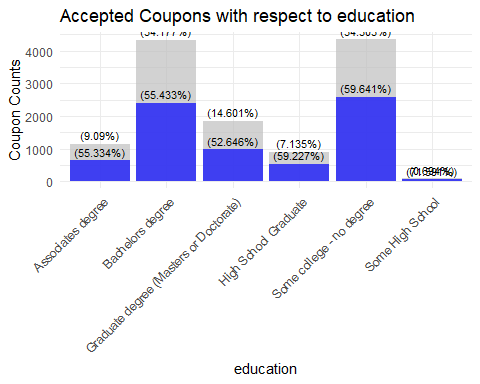 Accepted Coupons with respect to education
Coupon Counts
4000
3000
2000
1000
0
(9.09%)
(55.334%)
(55.433%)
(14.601%)
(52.646%)
(7.135%)
(59.227%)
(59.641%)
Associates degree
Bachelors degree
Graduate degree (Masters or Doctorate)
High School Graduate
Some college - no degree
Some High School
education